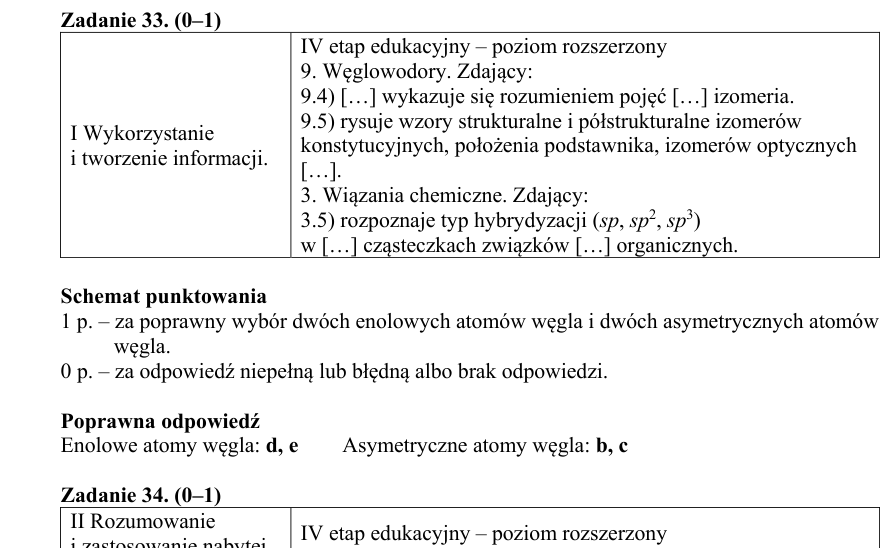 Zadanie 33. (0–1)
I Wykorzystanie
i tworzenie informacji.
IV etap edukacyjny – poziom rozszerzony
9. Węglowodory. Zdający:
9.4) […] wykazuje się rozumieniem pojęć […] izomeria.
9.5) rysuje wzory strukturalne i półstrukturalne izomerów
konstytucyjnych, położenia podstawnika, izomerów optycznych
[…].
3. Wiązania chemiczne. Zdający:
3.5) rozpoznaje typ hybrydyzacji (sp, sp², sp³)
w […] cząsteczkach związków […] organicznych.
Schemat punktowania
1 p. – za poprawny wybór dwóch enolowych atomów węgla i dwóch asymetrycznych atomów
węgla.
0 p. – za odpowiedź niepełną lub błędną albo brak odpowiedzi.
Poprawna odpowiedź
Enolowe atomy węgla: d, e Asymetryczne atomy węgla: b, c
Zadanie 34. (0–1)
II Rozumowanie
i zastosowanie nabytej
IV etap edukacyjny – poziom rozszerzony